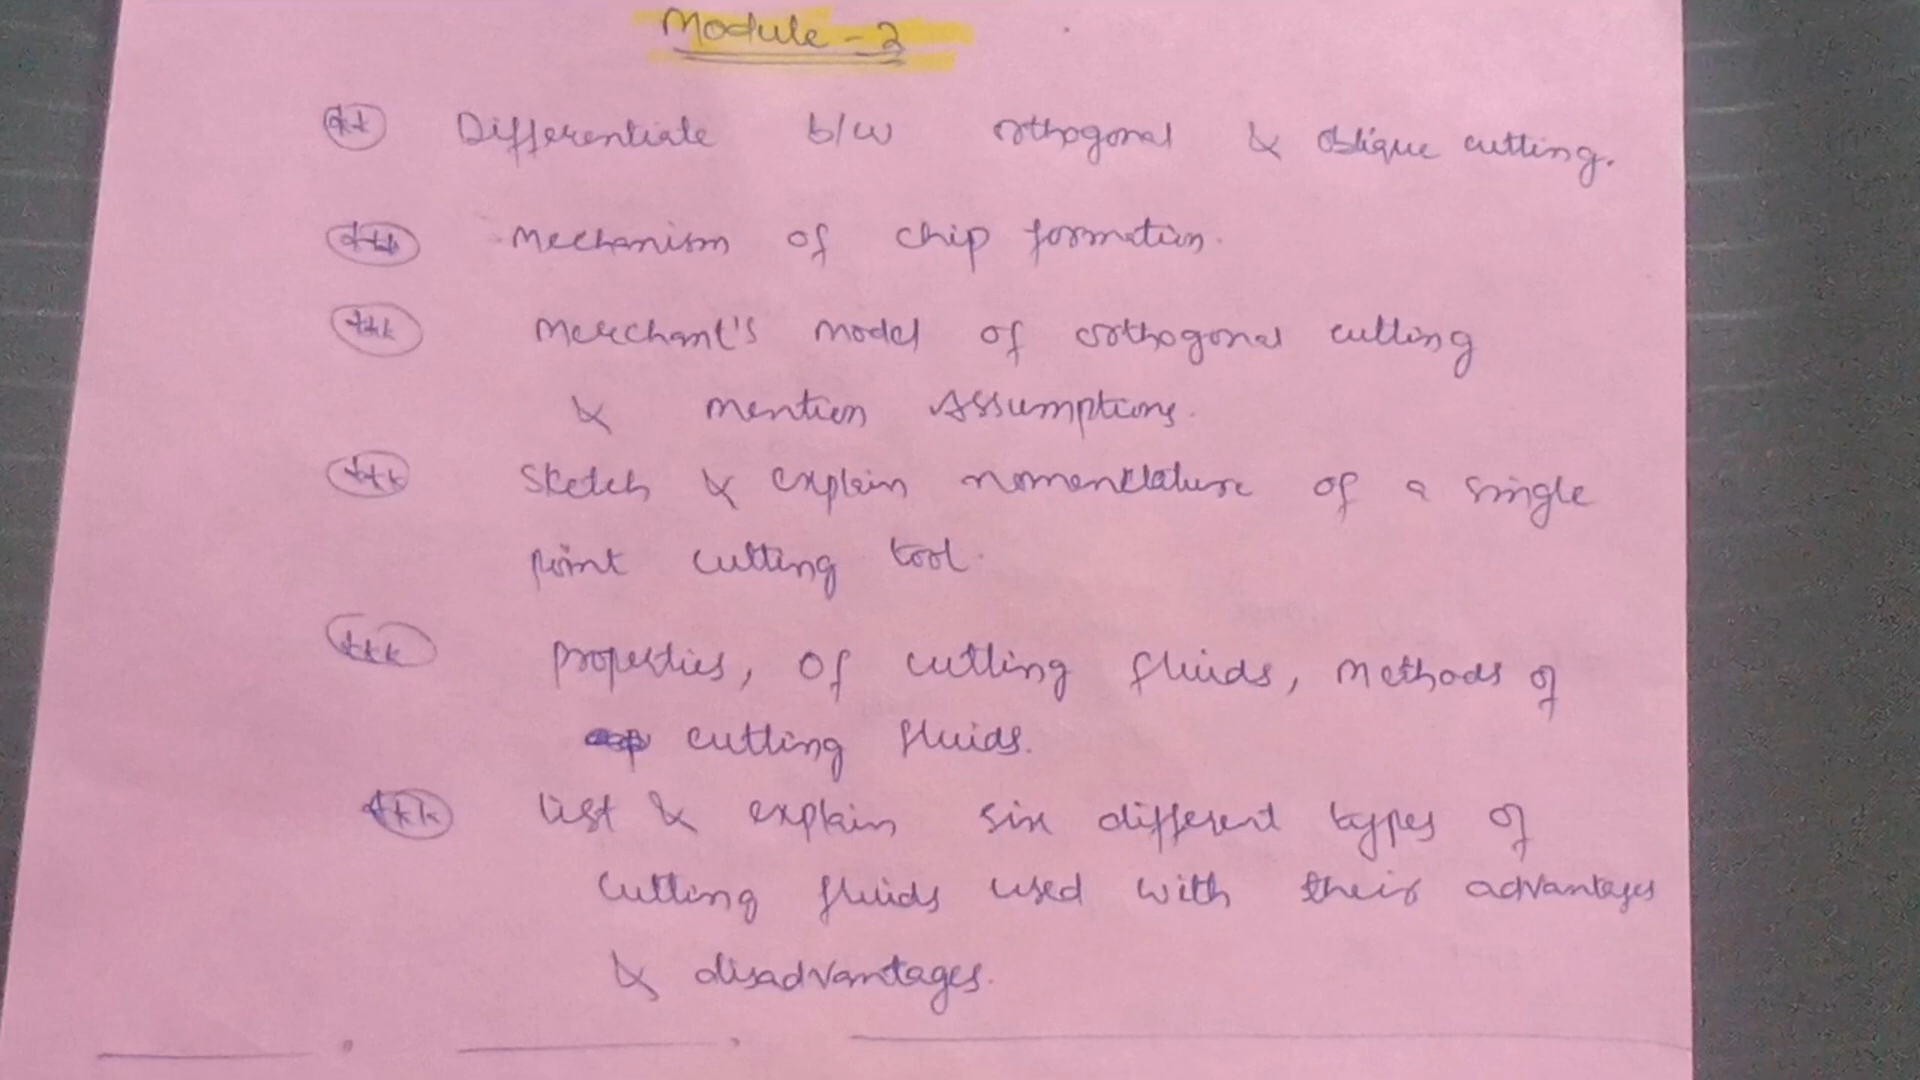 Module - 2
** Differentiate b/w orthogonal & oblique cutting.
*** Mechanism of chip formation.
*** Merchant's model of orthogonal cutting
& mention Assumptions.
*** Sketch & explain nomenclature of a single
point cutting tool.
*** properties, of cutting fluids, Methods of
cutting fluids.
*** List & explain six different types of
cutting fluids used with their advantages
& disadvantages.